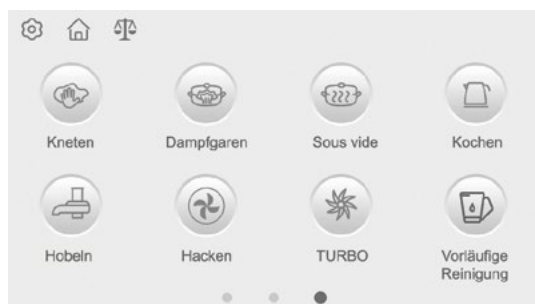 Kneten
Dampfgaren
Sous vide
Kochen
Hobeln
Hacken
TURBO
Vorläufige
Reinigung